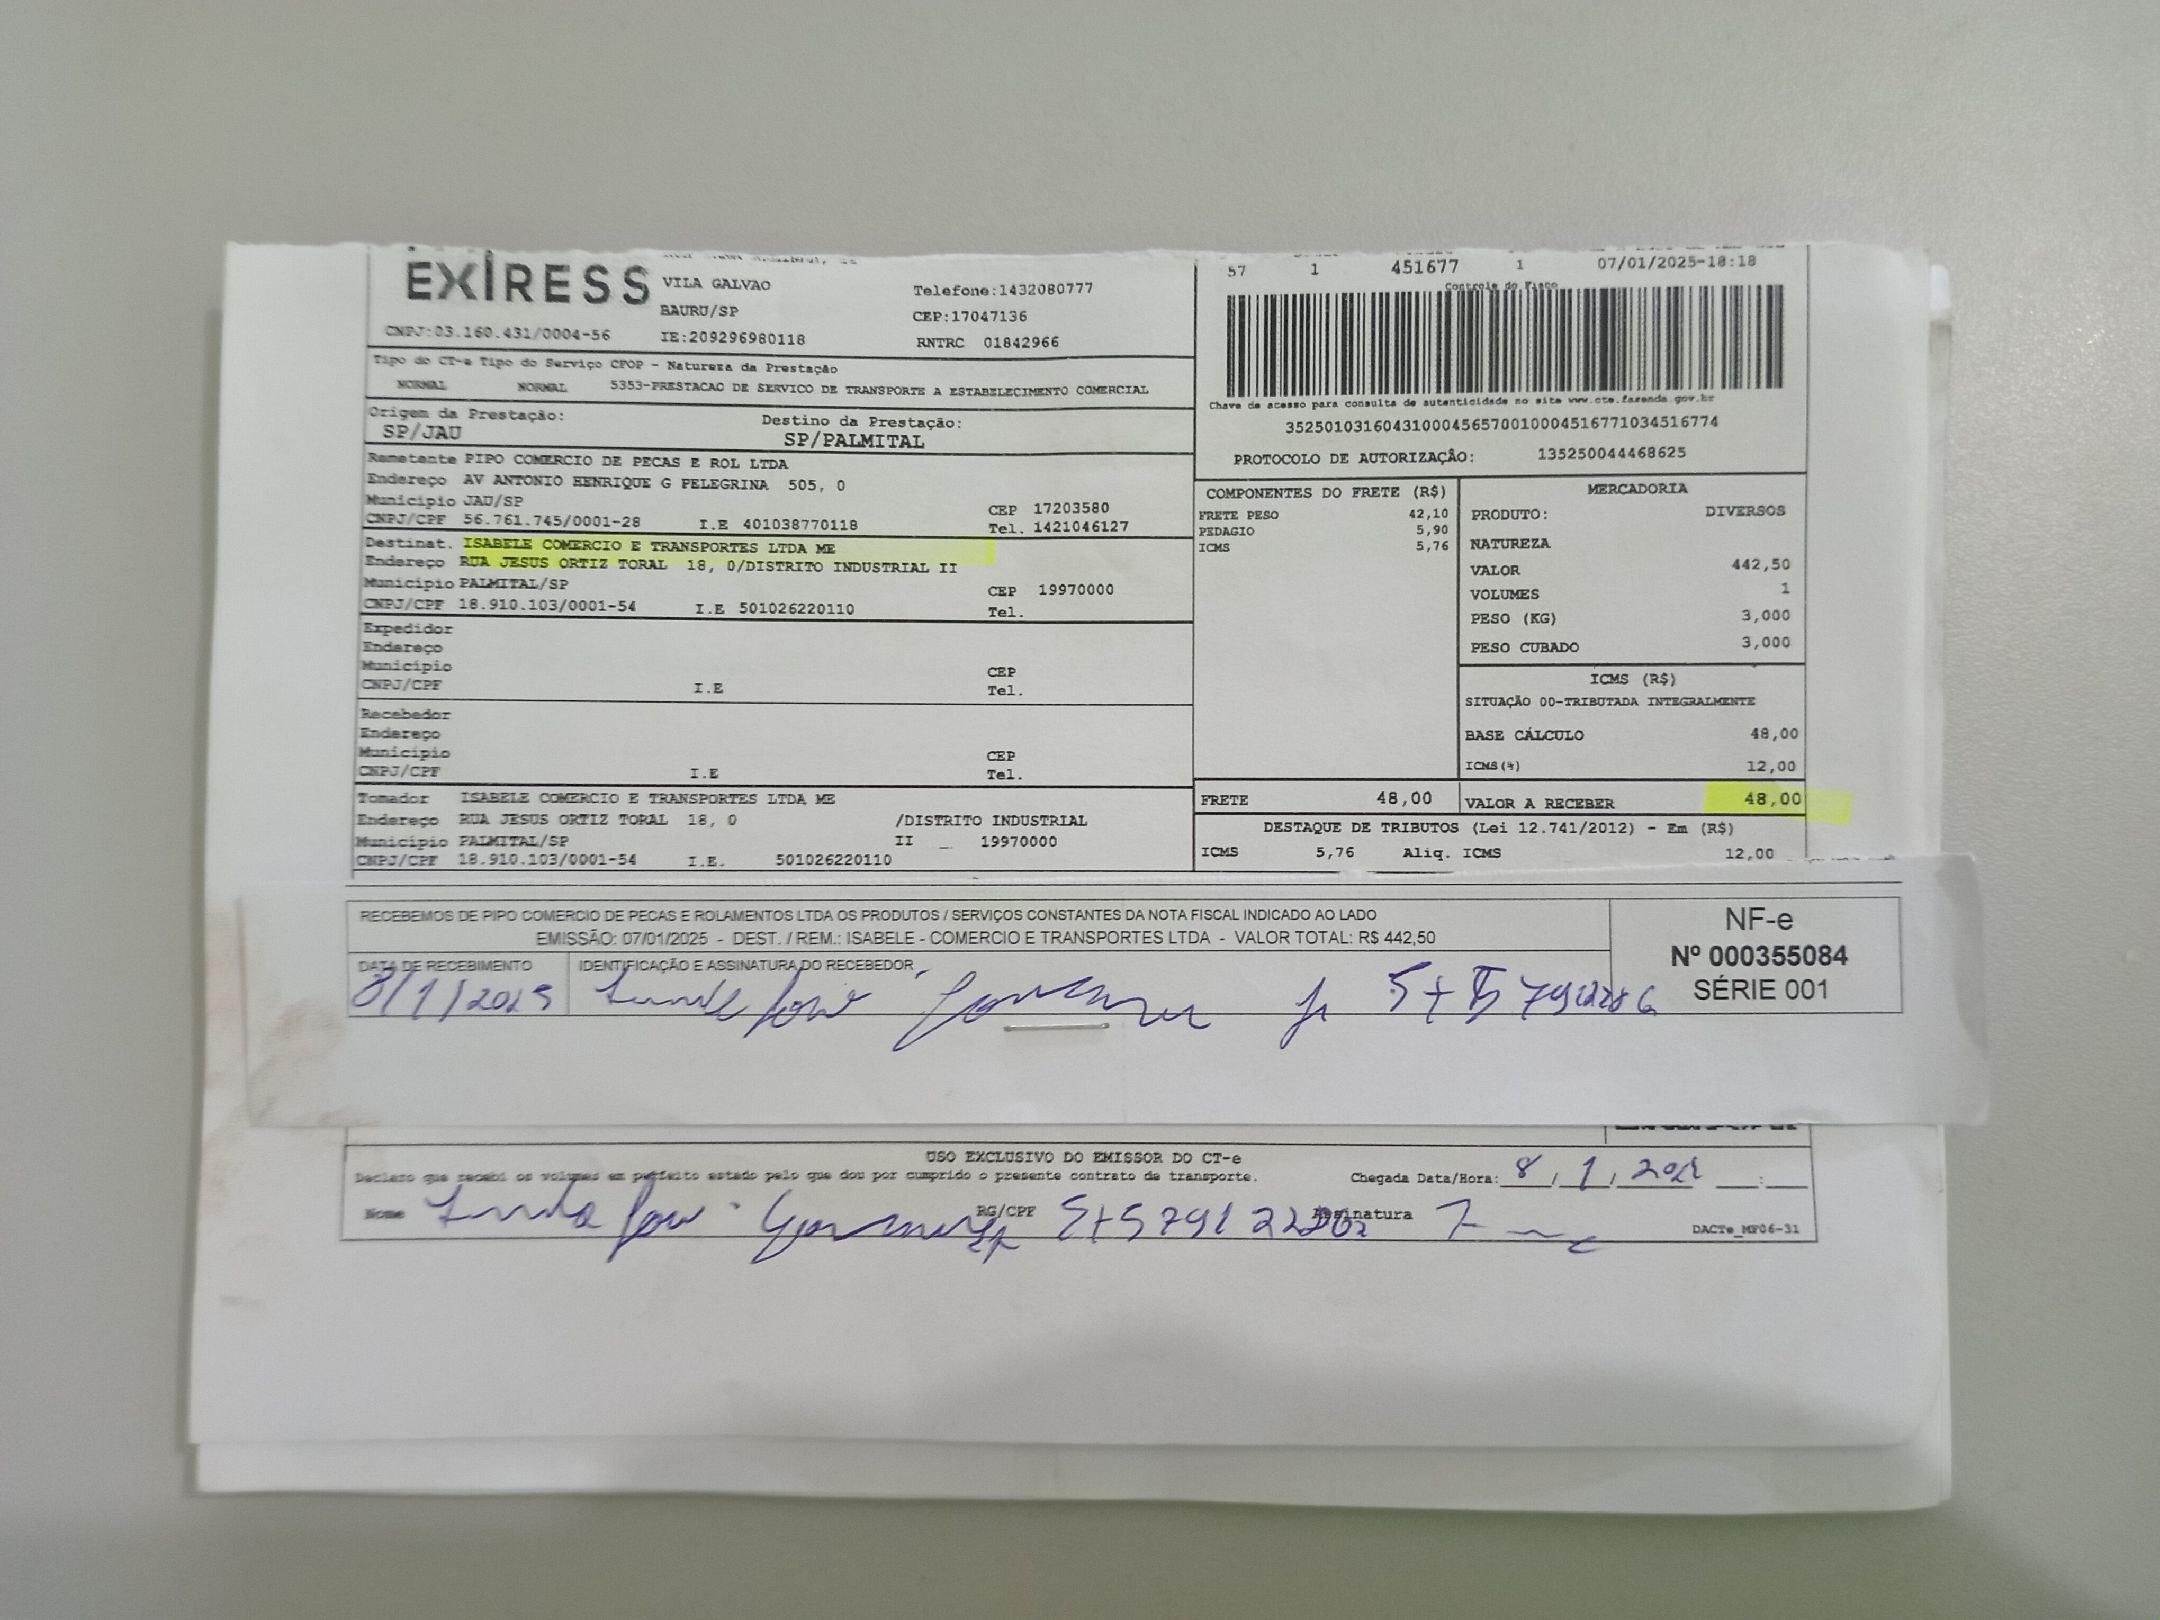 EXPRESS
VILA GALVAO
BAURU/SP
CNPJ:03.160.431/0004-56 IE:209296980118
Telefone:1432080777
CEP:17047136
RNTRC 01842966
57 1 451677 1 07/01/2025-18:18
Controle do Fisco
Chave de acesso para consulta de autenticidade no site www.cte.fazenda.gov.br
35250103160431000456570010004516771034516774
PROTOCOLO DE AUTORIZAÇÂO: 135250044468625
Tipo do CT-e Tipo do Serviço CFOP - Natureza da Prestação
NORMAL NORMAL 5353-PRESTACAO DE SERVICO DE TRANSPORTE A ESTABELECIMENTO COMERCIAL
Origem da Prestação: Destino da Prestação:
SP/JAU SP/PALMITAL
Remetente PIPO COMERCIO DE PECAS E ROL LTDA
Endereço AV ANTONIO HENRIQUE G PELEGRINA 505, 0
Município JAU/SP CEP 17203580
CNPJ/CPF 56.761.745/0001-28 I.E 401038770118 Tel. 1421046127
Destinat. ISABELE COMERCIO E TRANSPORTES LTDA ME
Endereço RUA JESUS ORTIZ TORAL 18, 0/DISTRITO INDUSTRIAL II
Município PALMITAL/SP CEP 19970000
CNPJ/CPF 18.910.103/0001-54 I.E 501026220110 Tel.
Expedidor
Endereço
Município CEP
CNPJ/CPF I.E Tel.
Recebedor
Endereço
Município CEP
CNPJ/CPF I.E Tel.
Tomador ISABELE COMERCIO E TRANSPORTES LTDA ME
Endereço RUA JESUS ORTIZ TORAL 18, 0 /DISTRITO INDUSTRIAL
Município PALMITAL/SP II _ 19970000
CNPJ/CPF 18.910.103/0001-54 I.E. 501026220110
COMPONENTES DO FRETE (R$)
FRETE PESO 42,10
PEDAGIO 5,90
ICMS 5,76
MERCADORIA
PRODUTO: DIVERSOS
NATUREZA
VALOR 442,50
VOLUMES 1
PESO (KG) 3,000
PESO CUBADO 3,000
ICMS (R$)
SITUAÇÃO 00-TRIBUTADA INTEGRALMENTE
BASE CÁLCULO 48,00
ICMS(%) 12,00
FRETE 48,00 VALOR A RECEBER 48,00
DESTAQUE DE TRIBUTOS (Lei 12.741/2012) - Em (R$)
ICMS 5,76 Aliq. ICMS 12,00
RECEBEMOS DE PIPO COMERCIO DE PECAS E ROLAMENTOS LTDA OS PRODUTOS / SERVIÇOS CONSTANTES DA NOTA FISCAL INDICADO AO LADO
EMISSÃO: 07/01/2025 - DEST. / REM.: ISABELE - COMERCIO E TRANSPORTES LTDA - VALOR TOTAL: R$ 442,50
DATA DE RECEBIMENTO IDENTIFICAÇÃO E ASSINATURA DO RECEBEDOR
8/1/2025
NF-e
Nº 000355084
SÉRIE 001
USO EXCLUSIVO DO EMISSOR DO CT-e
Declaro que recebi os volumes em perfeito estado pelo que dou por cumprido o presente contrato de transporte. Chegada Data/Hora: 8/1/
Nome RG/CPF Assinatura DACTe_MF06-31